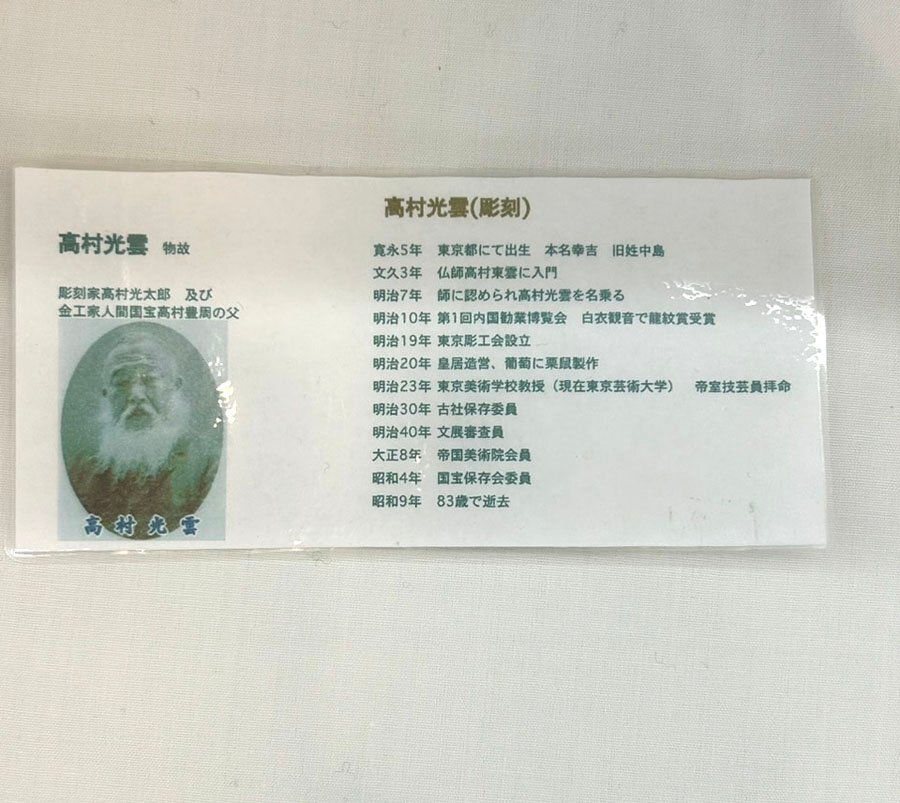 高村光雲(彫刻)
高村光雲　物故
彫刻家高村光太郎　及び
金工家人間国宝高村豊周の父
高村光雲
寛永5年　東京都にて出生　本名幸吉　旧姓中島
文久3年　仏師高村東雲に入門
明治7年　師に認められ高村光雲を名乗る
明治10年 第1回内国勧業博覧会　白衣観音で龍紋賞受賞
明治19年 東京彫工会設立
明治20年 皇居造営、葡萄に栗鼠製作
明治23年 東京美術学校教授（現在東京芸術大学）　帝室技芸員拝命
明治30年 古社保存委員
明治40年 文展審査員
大正8年　帝国美術院会員
昭和4年　国宝保存会委員
昭和9年　83歳で逝去